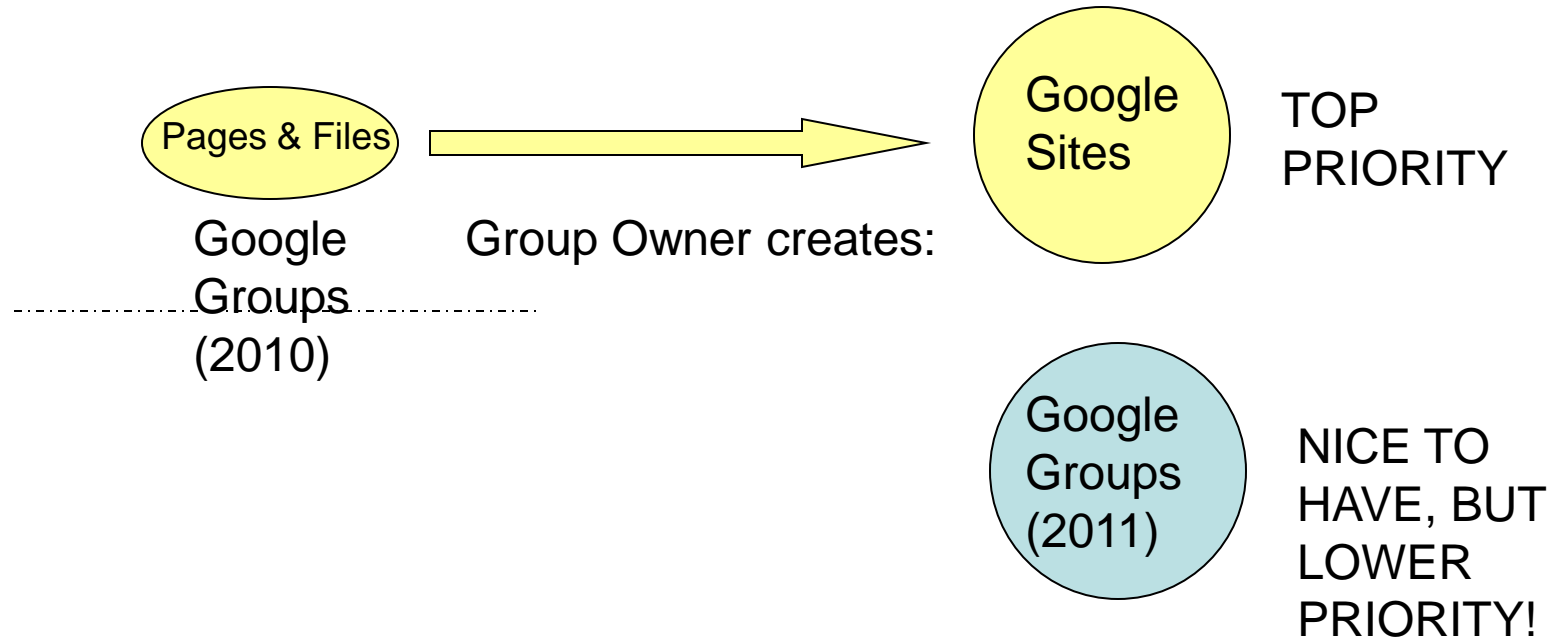 Pages & Files
Google
Groups
(2010)
Group Owner creates:
Google
Sites
TOP
PRIORITY
Google
Groups
(2011)
NICE TO
HAVE, BUT
LOWER
PRIORITY!